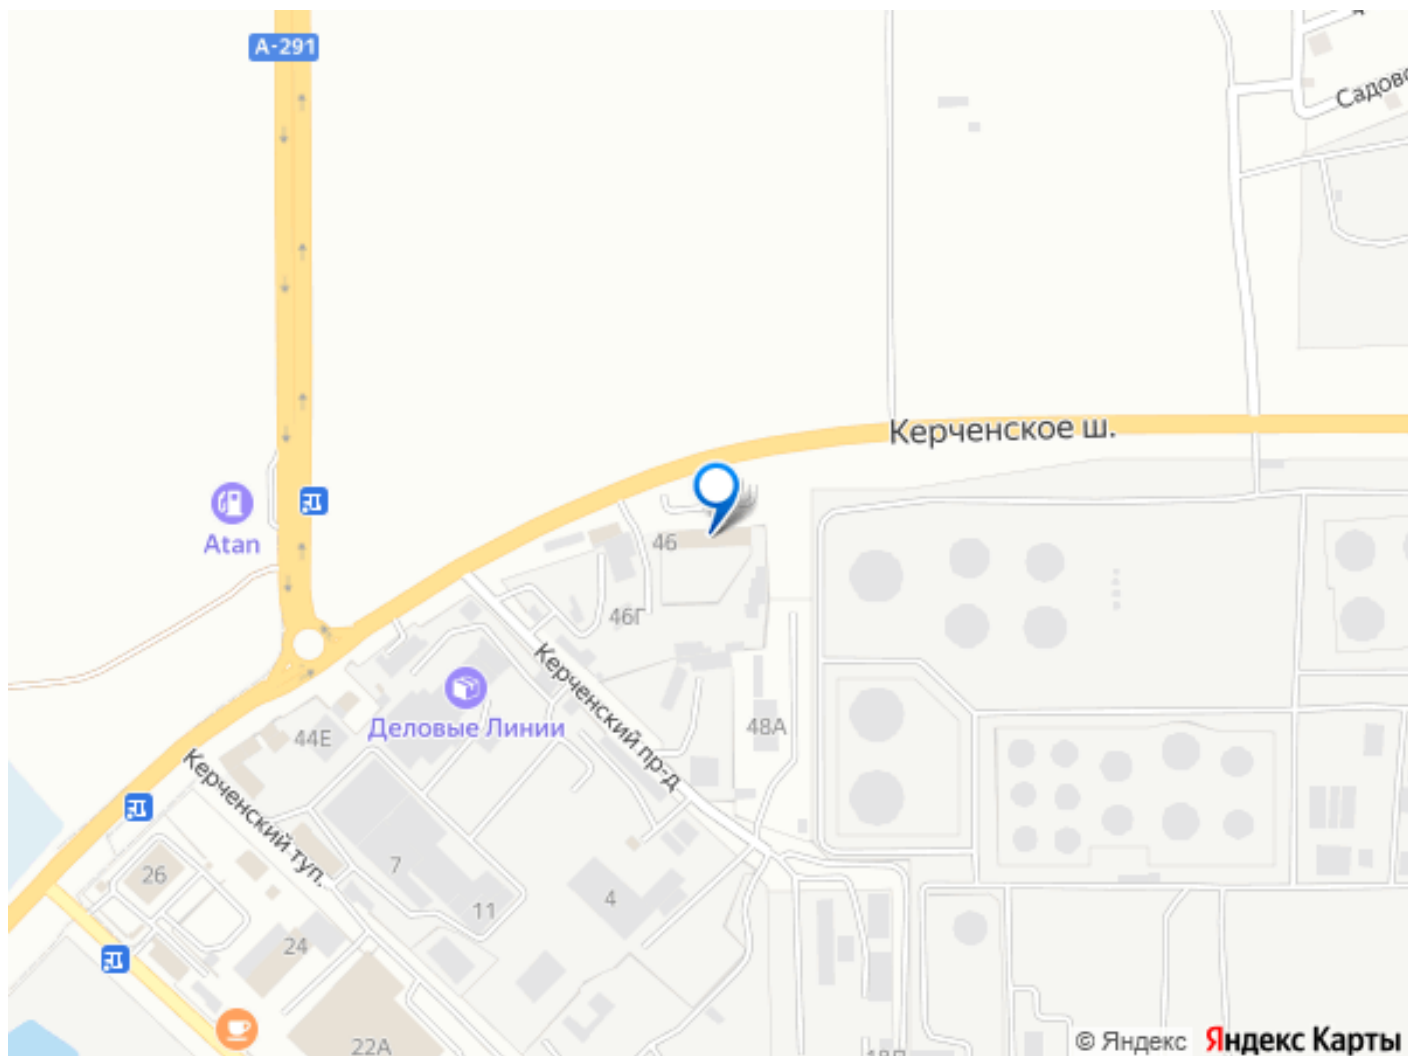 А-291
Садово
Керченское ш.
Atan
46
46Г
Керченский пр-д
Деловые Линии
44Е
48А
Керченский туп.
26
7
4
11
24
22А
© Яндекс
Яндекс Карты